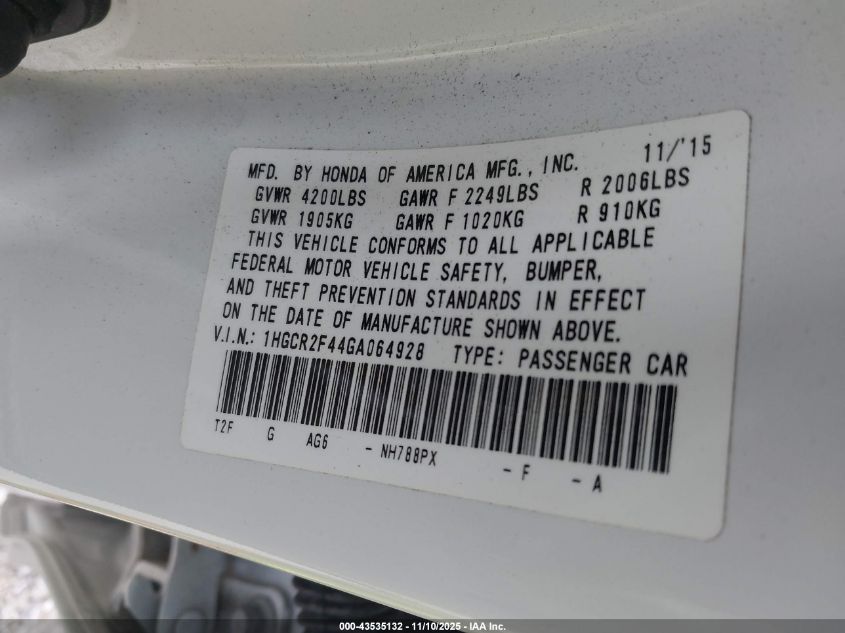 MFD. BY HONDA OF AMERICA MFG., INC. 11/'15
GVWR 4200LBS GAWR F 2249LBS R 2006LBS
GVWR 1905KG GAWR F 1020KG R 910KG
THIS VEHICLE CONFORMS TO ALL APPLICABLE
FEDERAL MOTOR VEHICLE SAFETY, BUMPER,
AND THEFT PREVENTION STANDARDS IN EFFECT
ON THE DATE OF MANUFACTURE SHOWN ABOVE.
V.I.N.: 1HGCR2F44GA064928 TYPE: PASSENGER CAR
T2F G AG6 - NH788PX - F - A
000-43535132 - 11/10/2025 - IAA Inc.